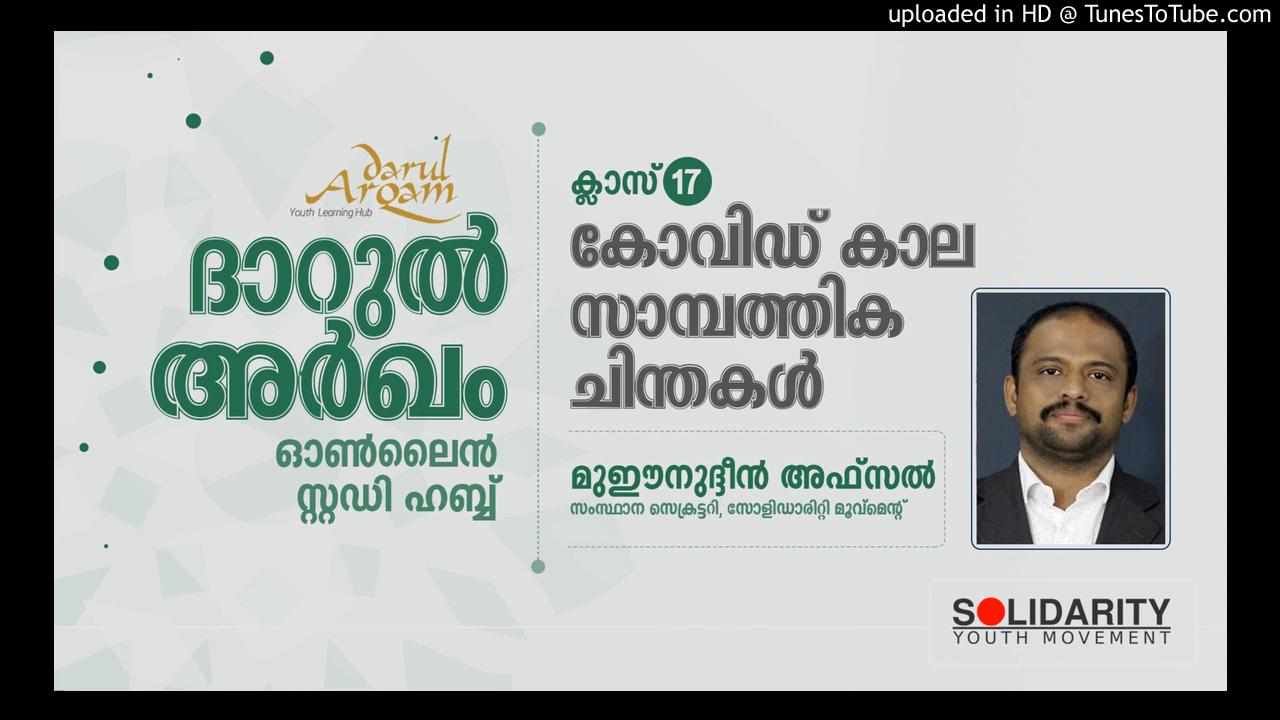 uploaded in HD @ TunesToTube.com
darul
Arqam
Youth Learning Hub
ദാറുൽ
അർഖം
ഓൺലൈൻ
സ്റ്റഡി ഹബ്ബ്
ക്ലാസ് 17
കോവിഡ് കാല
സാമ്പത്തിക
ചിന്തകൾ
മുഈനുദ്ദീൻ അഫ്സൽ
സംസ്ഥാന സെക്രട്ടറി, സോളിഡാരിറ്റി മൂവ്മെന്റ്
SOLIDARITY
YOUTH MOVEMENT